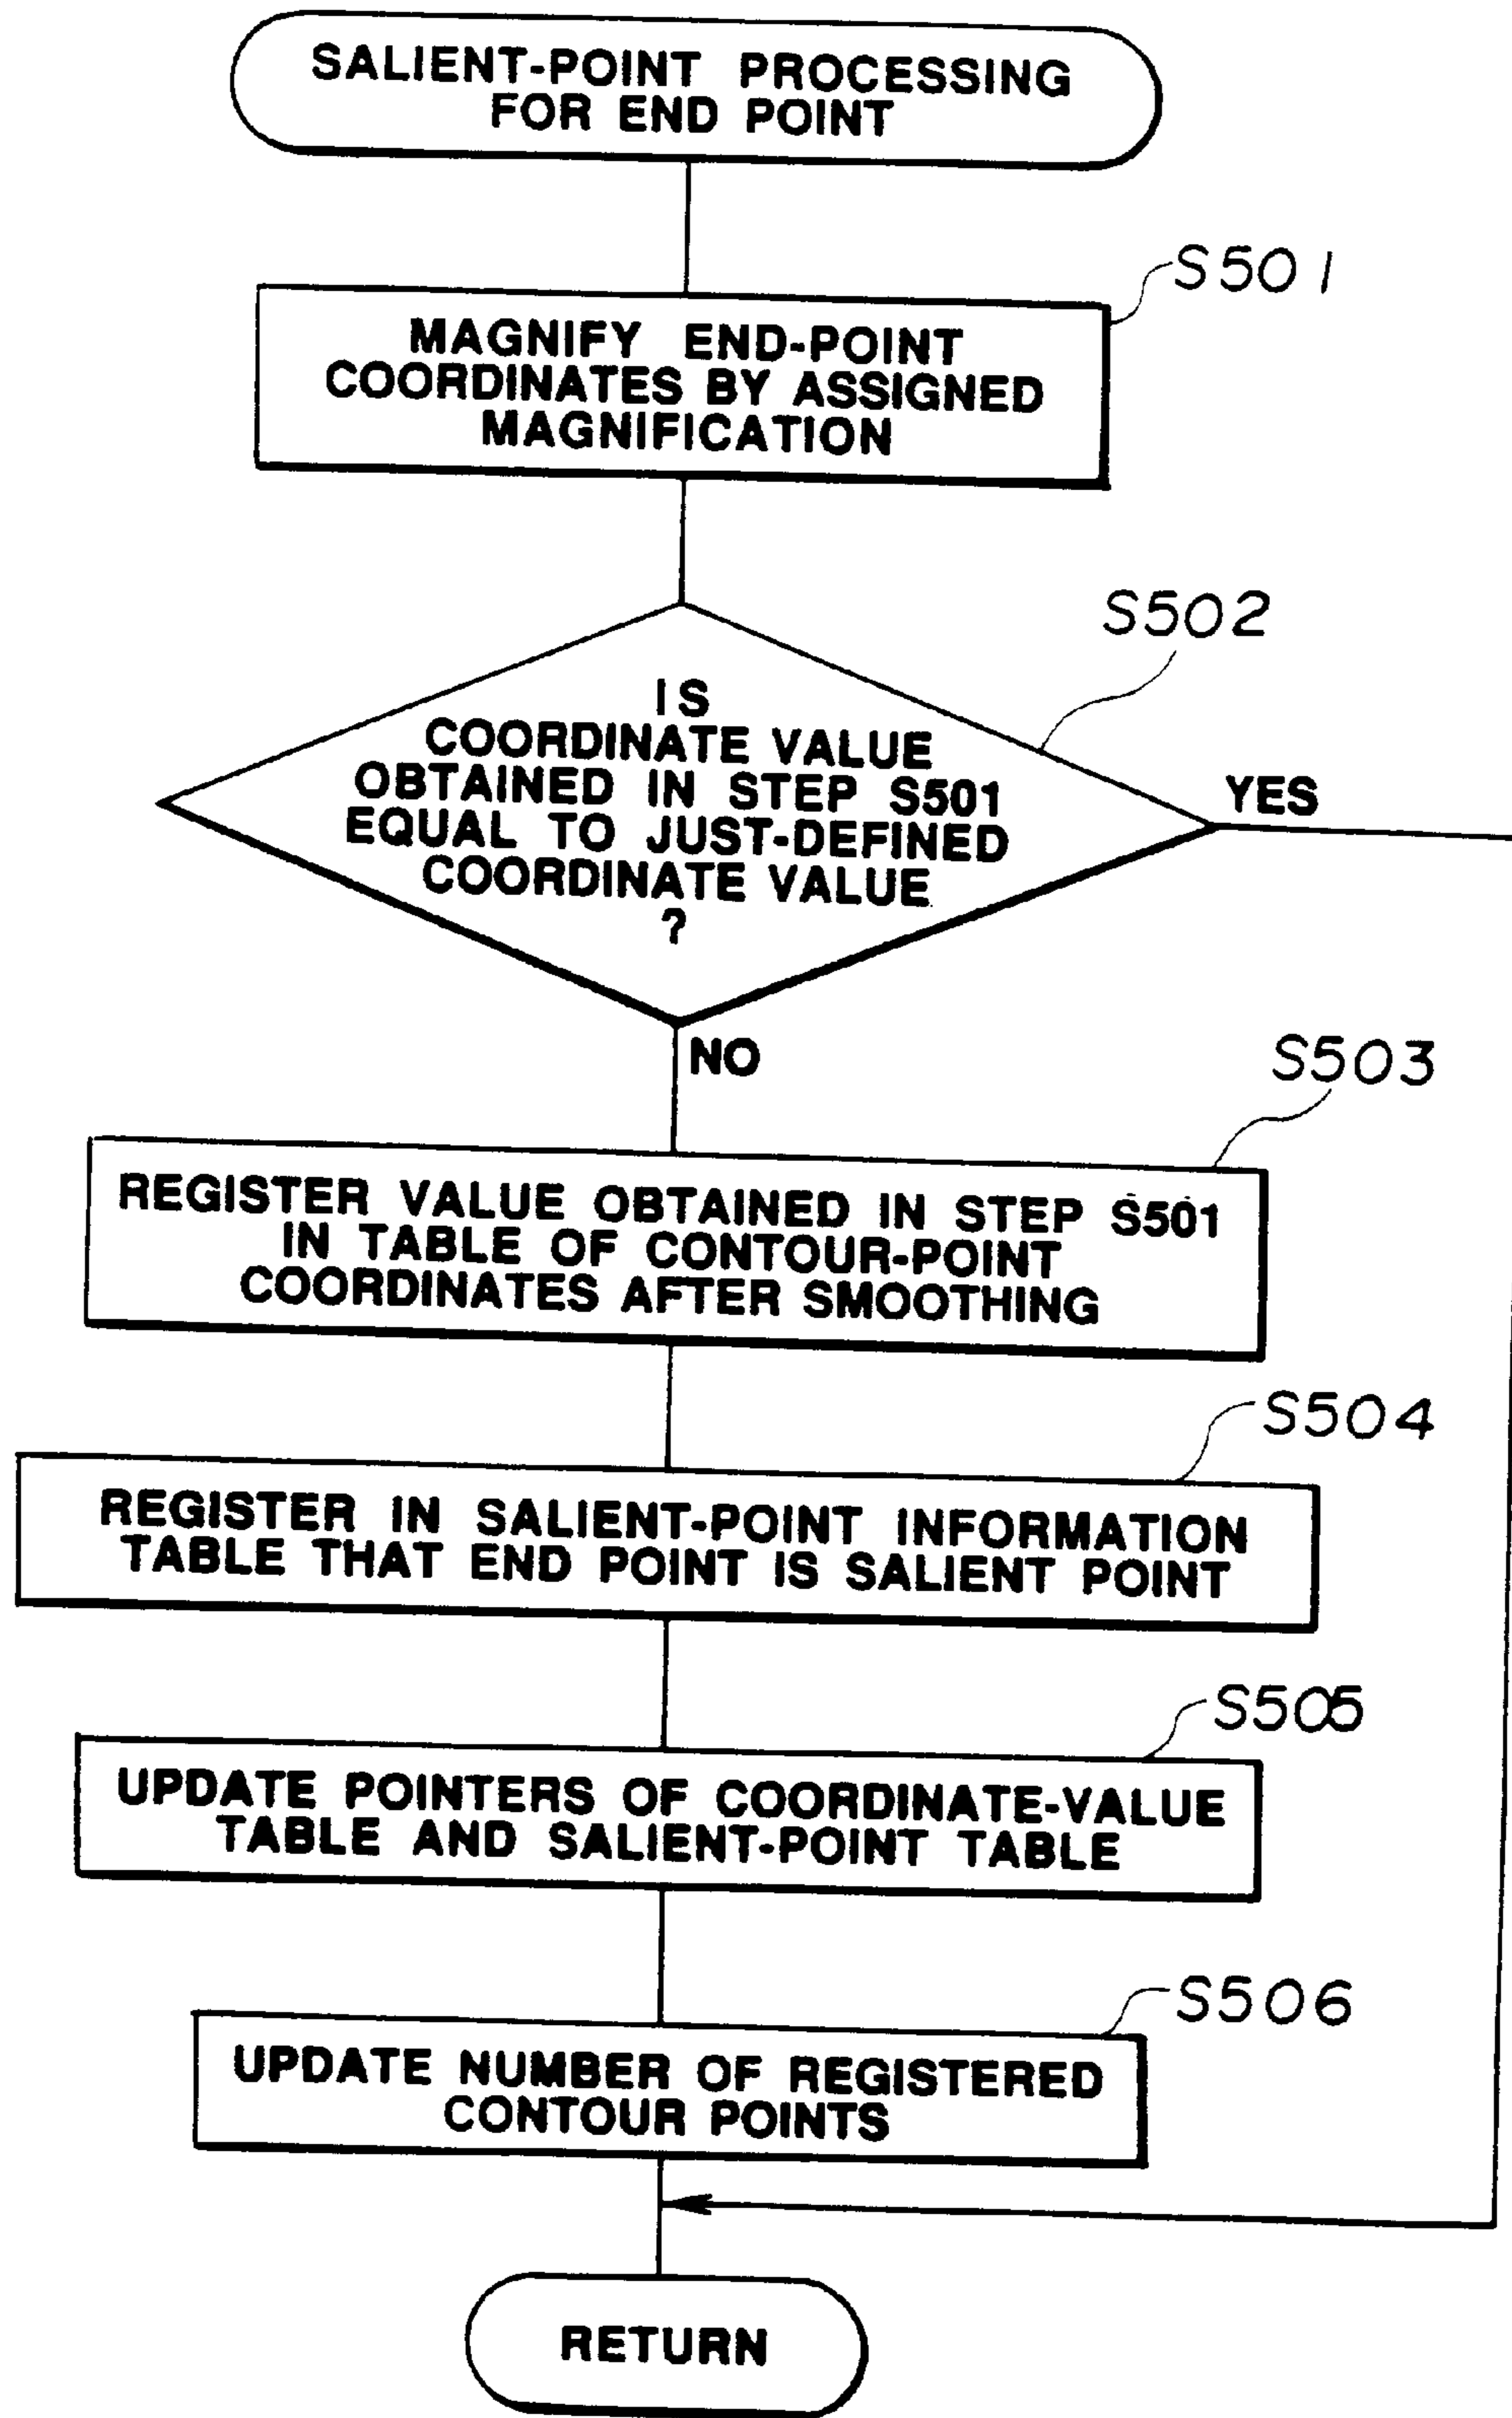 SALIENT-POINT PROCESSING
FOR END POINT
S501
MAGNIFY END-POINT
COORDINATES BY ASSIGNED
MAGNIFICATION
S502
IS
COORDINATE VALUE
OBTAINED IN STEP S501
EQUAL TO JUST-DEFINED
COORDINATE VALUE
?
YES
NO
S503
REGISTER VALUE OBTAINED IN STEP S501
IN TABLE OF CONTOUR-POINT
COORDINATES AFTER SMOOTHING
S504
REGISTER IN SALIENT-POINT INFORMATION
TABLE THAT END POINT IS SALIENT POINT
S505
UPDATE POINTERS OF COORDINATE-VALUE
TABLE AND SALIENT-POINT TABLE
S506
UPDATE NUMBER OF REGISTERED
CONTOUR POINTS
RETURN